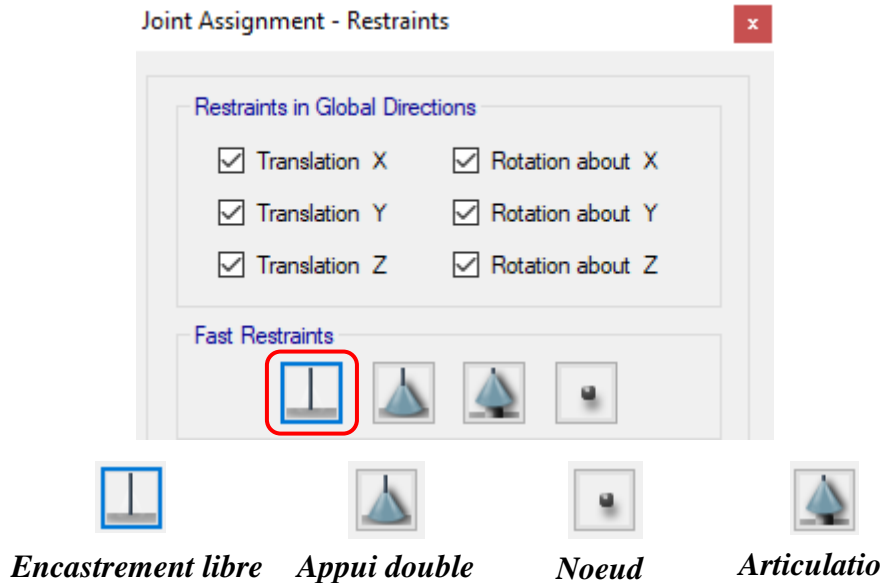 Joint Assignment - Restraints
x
Restraints in Global Directions
Translation X Rotation about X
Translation Y Rotation about Y
Translation Z Rotation about Z
Fast Restraints
Encastrement libre Appui double Noeud Articulatio